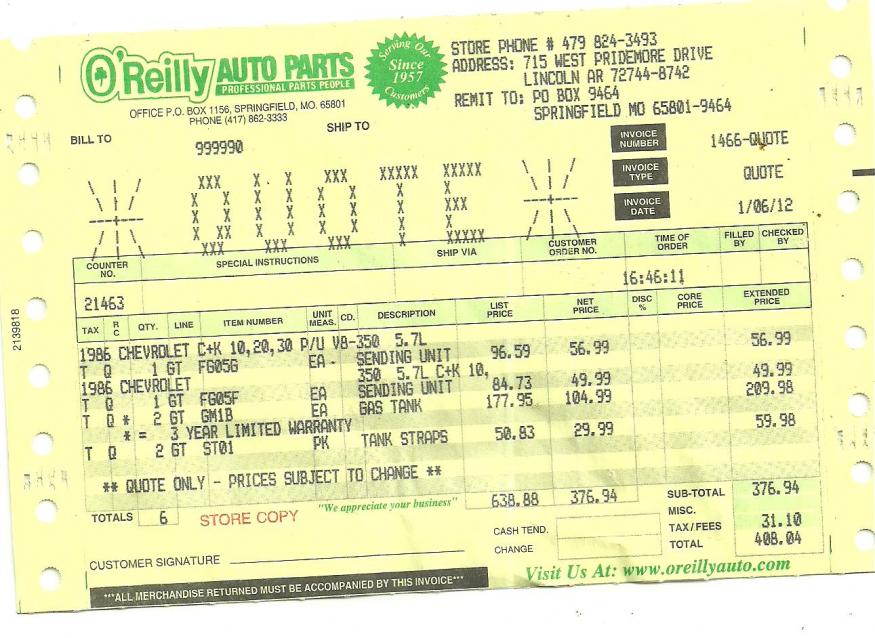 O'Reilly AUTO PARTS
PROFESSIONAL PARTS PEOPLE
Serving Our Customers Since 1957
OFFICE P.O. BOX 1156, SPRINGFIELD, MO. 65801
PHONE (417) 862-3333
STORE PHONE # 479 824-3493
ADDRESS: 715 WEST PRIDEMORE DRIVE
LINCOLN AR 72744-8742
REMIT TO: PO BOX 9464
SPRINGFIELD MO 65801-9464
BILL TO 999990 SHIP TO
INVOICE NUMBER 1466-QUOTE
INVOICE TYPE QUOTE
INVOICE DATE 1/06/12
QUOTE
COUNTER NO. SPECIAL INSTRUCTIONS SHIP VIA CUSTOMER ORDER NO. TIME OF ORDER FILLED BY CHECKED BY
21463 16:46:11
TAX RC QTY. LINE ITEM NUMBER UNIT MEAS. CD. DESCRIPTION LIST PRICE NET PRICE DISC % CORE PRICE EXTENDED PRICE
1986 CHEVROLET C+K 10,20,30 P/U V8-350 5.7L
T Q 1 GT FG05G EA - SENDING UNIT 96.59 56.99 56.99
1986 CHEVROLET 350 5.7L C+K 10,
T Q 1 GT FG05F EA SENDING UNIT 84.73 49.99 49.99
T Q * 2 GT GM1B EA GAS TANK 177.95 104.99 209.98
* = 3 YEAR LIMITED WARRANTY
T Q 2 GT ST01 PK TANK STRAPS 50.83 29.99 59.98
** QUOTE ONLY - PRICES SUBJECT TO CHANGE **
TOTALS 6 STORE COPY "We appreciate your business" 638.88 376.94 SUB-TOTAL 376.94
MISC.
CASH TEND. TAX/FEES 31.10
CHANGE TOTAL 408.04
CUSTOMER SIGNATURE
***ALL MERCHANDISE RETURNED MUST BE ACCOMPANIED BY THIS INVOICE***
Visit Us At: www.oreillyauto.com
2139818